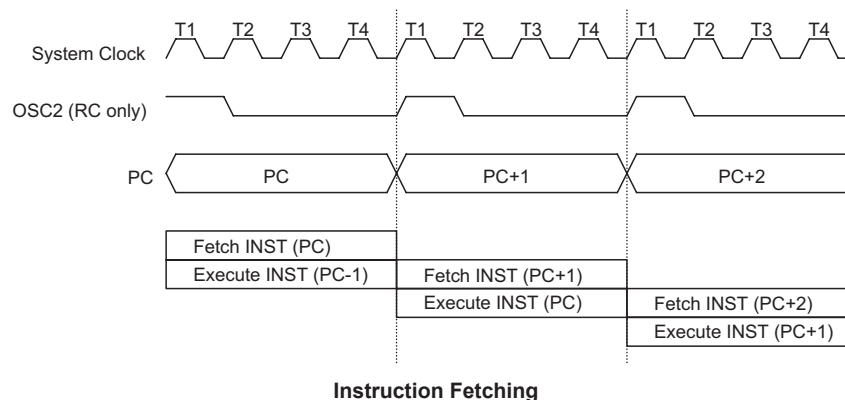 T1 T2 T3 T4 T1 T2 T3 T4 T1 T2 T3 T4
System Clock
OSC2 (RC only)
PC PC PC+1 PC+2
Fetch INST (PC)
Execute INST (PC-1) Fetch INST (PC+1)
Execute INST (PC) Fetch INST (PC+2)
Execute INST (PC+1)
Instruction Fetching